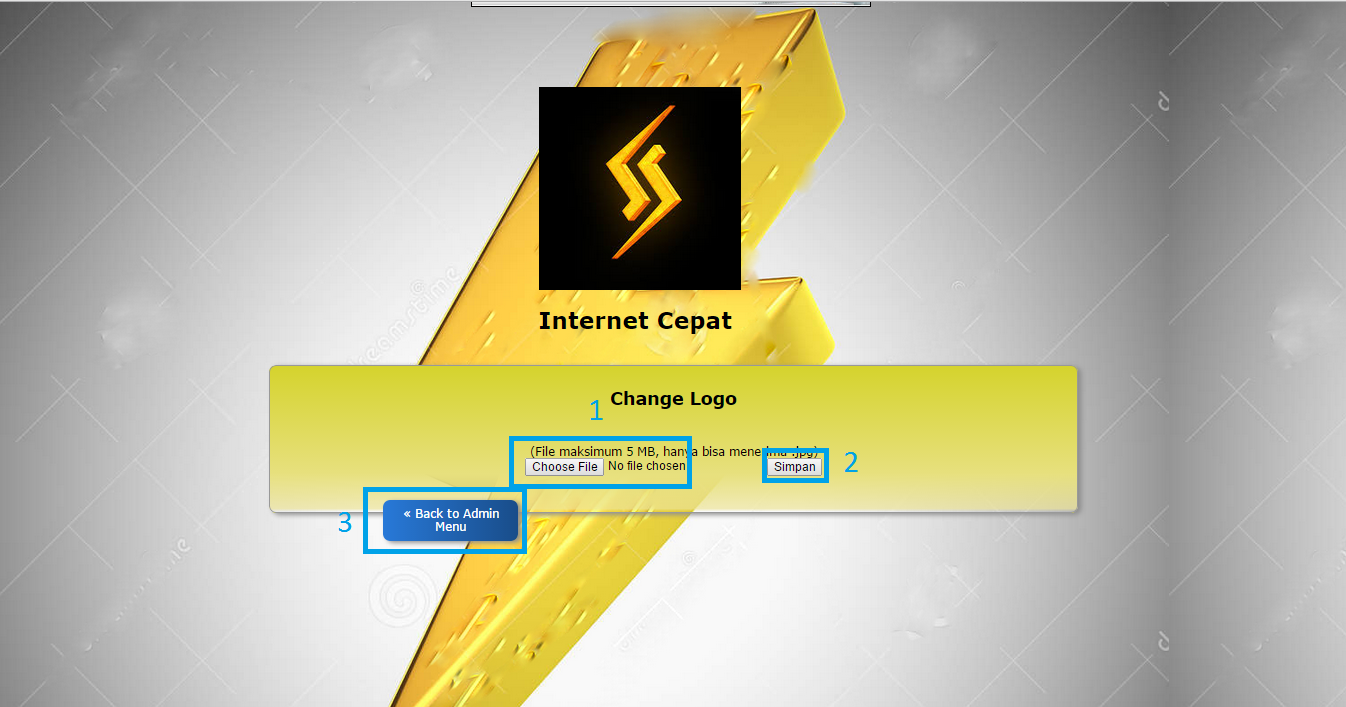 Internet Cepat
Change Logo
1
(File maksimum 5 MB, hanya bisa menerima .jpg)
Choose File No file chosen
Simpan
2
3
« Back to Admin
Menu
dreamstime